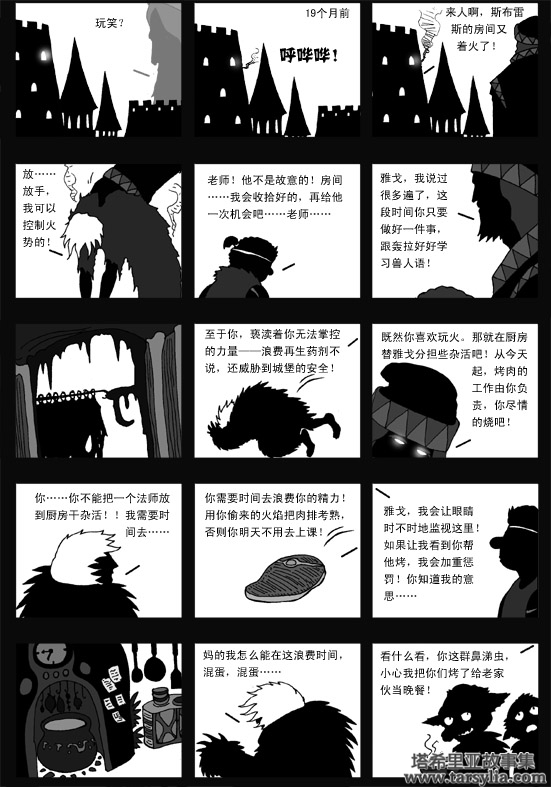 玩笑？
19个月前
呼哗哗！
来人啊，斯布雷
斯的房间又
着火了！
放……
放手，
我可以
控制火
势的！
老师！他不是故意的！房间
……我会收拾好的，再给他
一次机会吧……老师……
雅戈，我说过
很多遍了，这
段时间你只要
做好一件事，
跟轰拉好好学
习兽人语！
至于你，亵渎着你无法掌控
的力量——浪费再生药剂不
说，还威胁到城堡的安全！
既然你喜欢玩火。那就在厨房
替雅戈分担些杂活吧！从今天
起，烤肉的
工作由你负
责，你尽情
的烧吧！
你……你不能把一个法师放
到厨房干杂活！！我需要时
间去……
你需要时间去浪费你的精力！
用你偷来的火焰把肉排考熟，
否则你明天不用去上课！
雅戈，我会让眼睛
时不时地监视这里！
如果让我看到你帮
他烤，我会加重惩
罚！你知道我的意
思……
妈的我怎么能在这浪费时间，
混蛋，混蛋……
看什么看，你这群鼻涕虫，
小心我把你们烤了给老家
伙当晚餐！
塔希里亚故事集
www.tarsylia.com